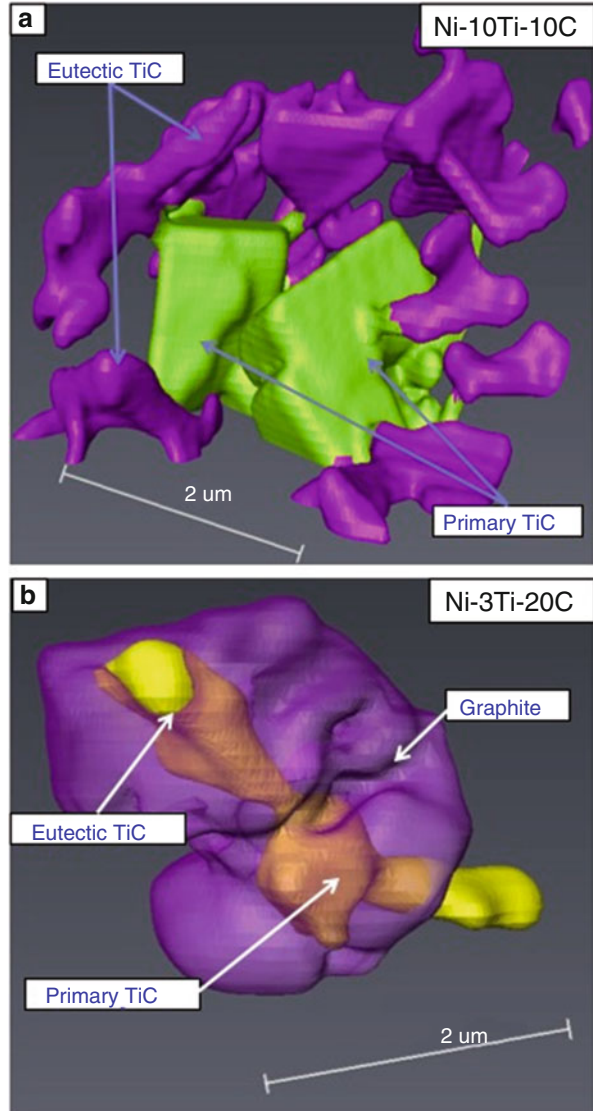 a
Ni-10Ti-10C
Eutectic TiC
2 um
Primary TiC
b
Ni-3Ti-20C
Graphite
Eutectic TiC
Primary TiC
2 um